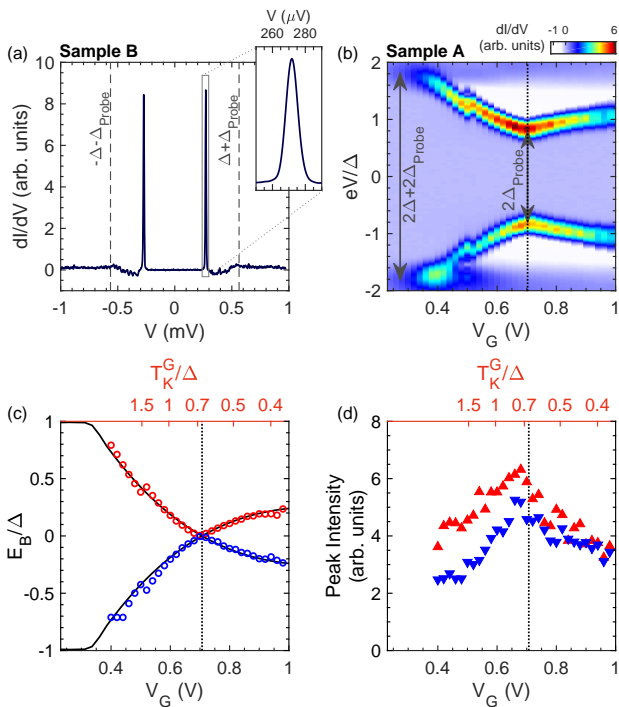 V (μV)
260 280
(a) Sample B
10
8
6
4
2
0
dI/dV (arb. units)
-Δ-Δ_Probe
Δ+Δ_Probe
-1 -0.5 0 0.5 1
V (mV)
dI/dV
(arb. units)
-1 0 6
(b) Sample A
2
1
0
-1
-2
eV/Δ
2Δ+2Δ_Probe
2Δ_Probe
0.4 0.6 0.8 1
V_G (V)
T_K^G/Δ
(c) 1.5 1 0.7 0.5 0.4
1
0.5
0
-0.5
-1
E_B/Δ
0.4 0.6 0.8 1
V_G (V)
T_K^G/Δ
(d) 1.5 1 0.7 0.5 0.4
8
6
4
2
0
Peak Intensity
(arb. units)
0.4 0.6 0.8 1
V_G (V)